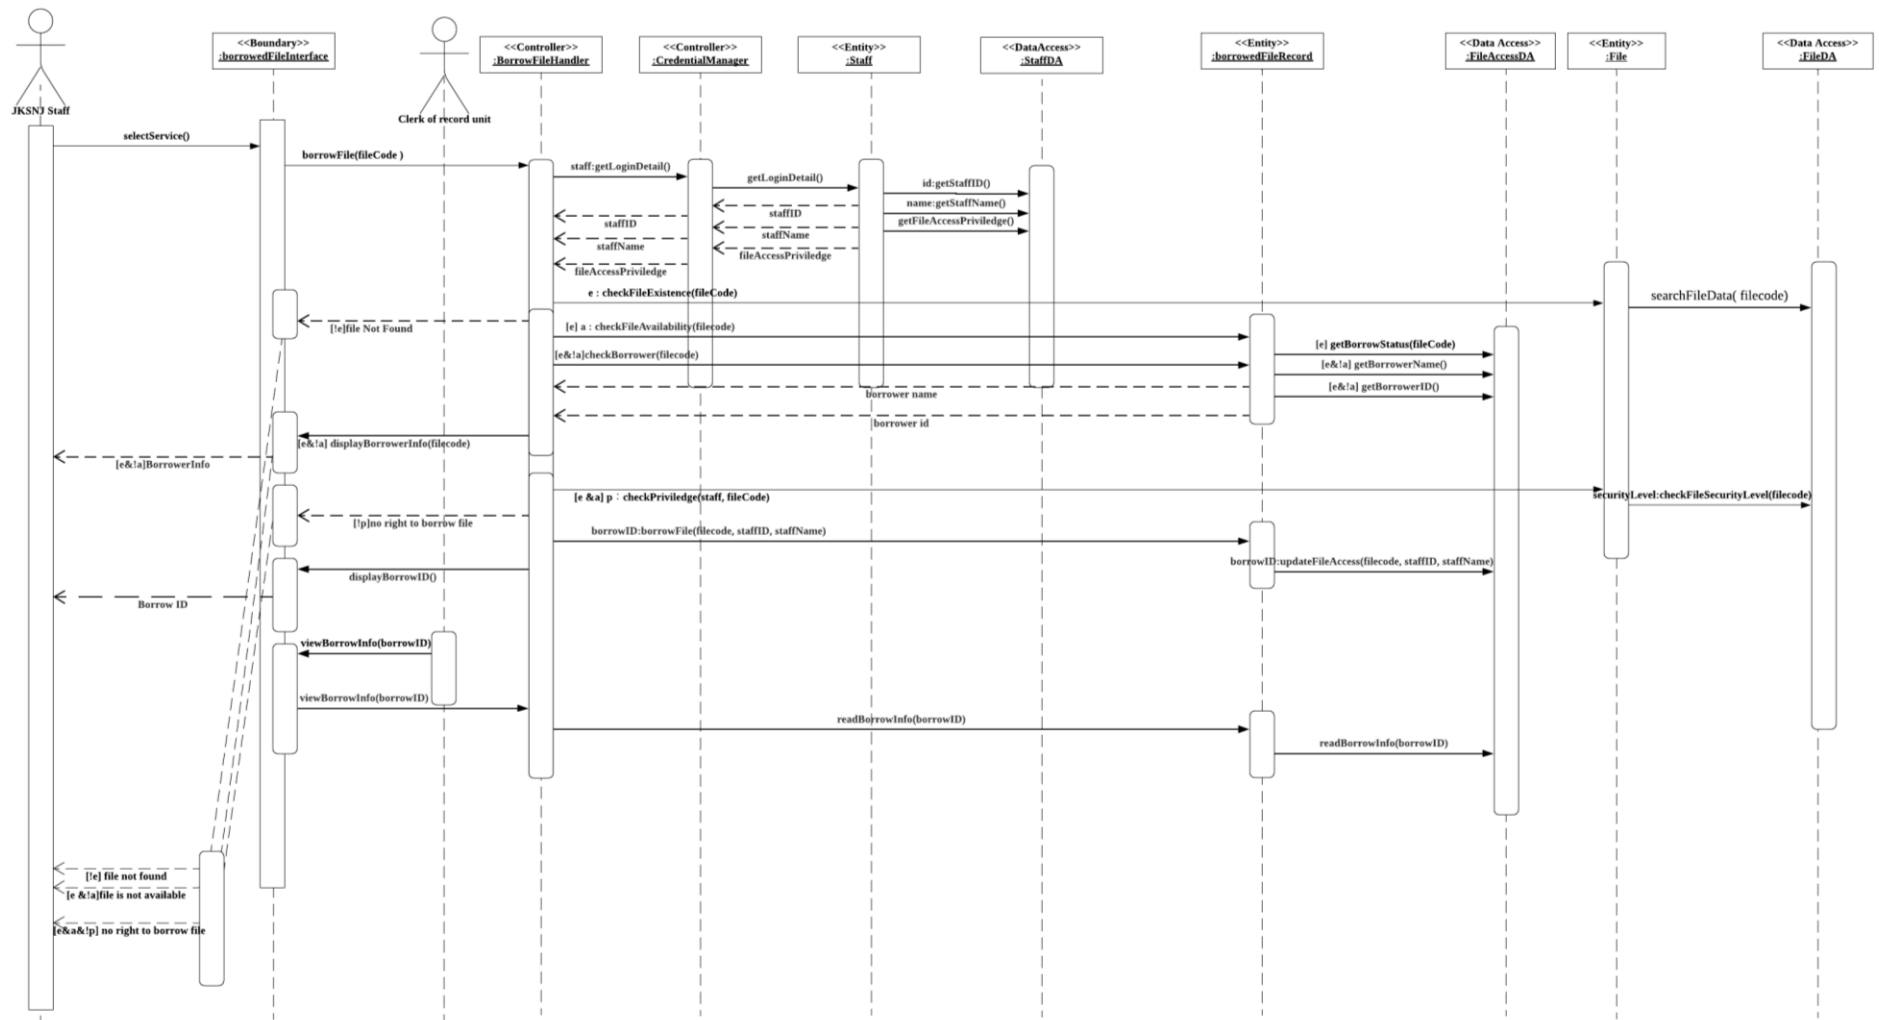 <<Boundary>>
:borrowedFileInterface
<<Controller>>
:BorrowFileHandler
<<Controller>>
:CredentialManager
<<Entity>>
:Staff
<<DataAccess>>
:StaffDA
<<Entity>>
:borrowedFileRecord
<<Data Access>>
:FileAccessDA
<<Entity>>
:File
<<Data Access>>
:FileDA
JKSNJ Staff
Clerk of record unit
selectService()
borrowFile(fileCode )
staff:getLoginDetail()
getLoginDetail()
id:getStaffID()
name:getStaffName()
getFileAccessPriviledge()
staffID
staffName
fileAccessPriviledge
staffID
staffName
fileAccessPriviledge
e : checkFileExistence(fileCode)
searchFileData( filecode)
[!e]file Not Found
[e] a : checkFileAvailability(filecode)
[e] getBorrowStatus(fileCode)
[e&!a]checkBorrower(filecode)
[e&!a] getBorrowerName()
[e&!a] getBorrowerID()
borrower name
borrower id
[e&!a] displayBorrowerInfo(filecode)
[e&!a]BorrowerInfo
[e &a] p : checkPriviledge(staff, fileCode)
securityLevel:checkFileSecurityLevel(filecode)
[!p]no right to borrow file
borrowID:borrowFile(filecode, staffID, staffName)
borrowID:updateFileAccess(filecode, staffID, staffName)
displayBorrowID()
Borrow ID
viewBorrowInfo(borrowID)
viewBorrowInfo(borrowID)
readBorrowInfo(borrowID)
readBorrowInfo(borrowID)
[!e] file not found
[e &!a]file is not available
[e&a&!p] no right to borrow file